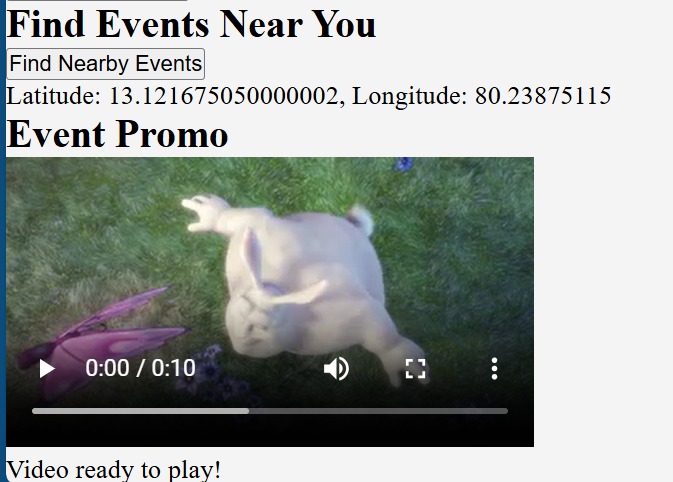 Find Events Near You
Find Nearby Events
Latitude: 13.121675050000002, Longitude: 80.23875115
Event Promo
0:00 / 0:10
Video ready to play!